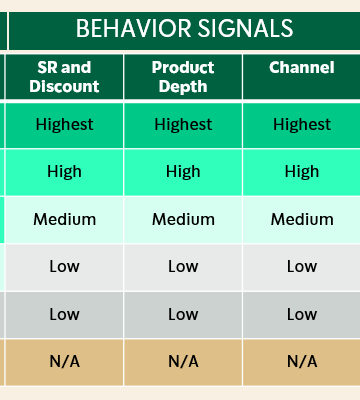 BEHAVIOR SIGNALS
SR and Discount Product Depth Channel
Highest Highest Highest
High High High
Medium Medium Medium
Low Low Low
Low Low Low
N/A N/A N/A